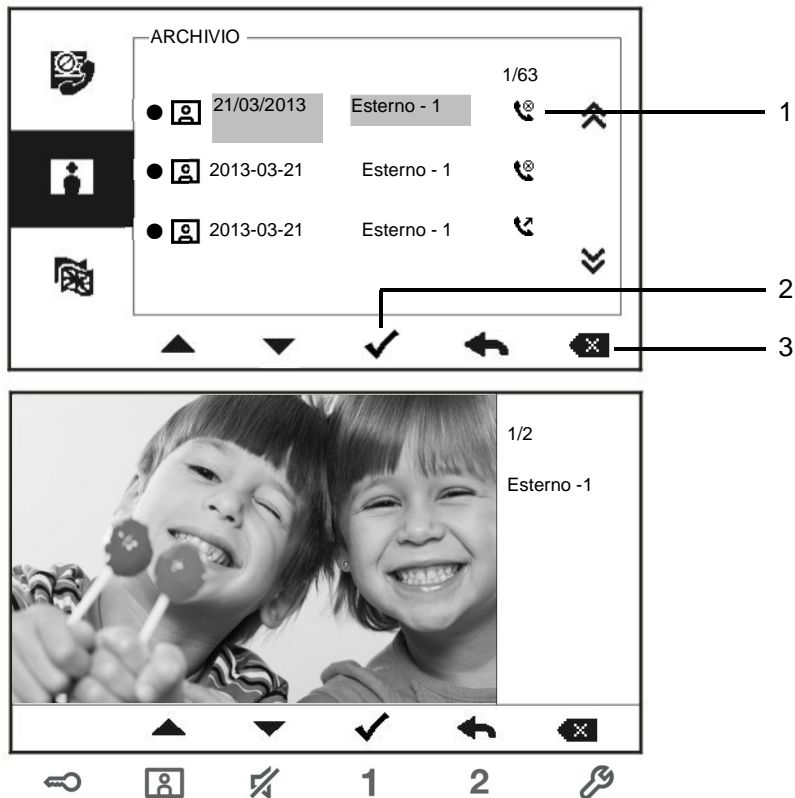 ARCHIVIO
1/63
21/03/2013 Esterno - 1 1
2013-03-21 Esterno - 1
2013-03-21 Esterno - 1
2
3
1/2
Esterno -1
1 2